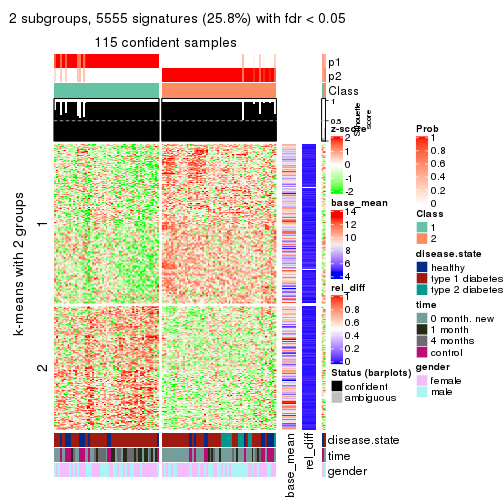 2 subgroups, 5555 signatures (25.8%) with fdr < 0.05
115 confident samples
p1
p2
Class
1
0.5
0
Silhouette
score
k-means with 2 groups
1
2
z-score
2
1
0
-1
-2
base_mean
14
12
10
8
6
4
rel_diff
1
0.8
0.6
0.4
0.2
0
Status (barplots)
confident
ambiguous
Prob
1
0.8
0.6
0.4
0.2
0
Class
1
2
disease.state
healthy
type 1 diabetes
type 2 diabetes
time
0 month. new
1 month
4 months
control
gender
female
male
disease.state
time
gender
base_mean
rel_diff